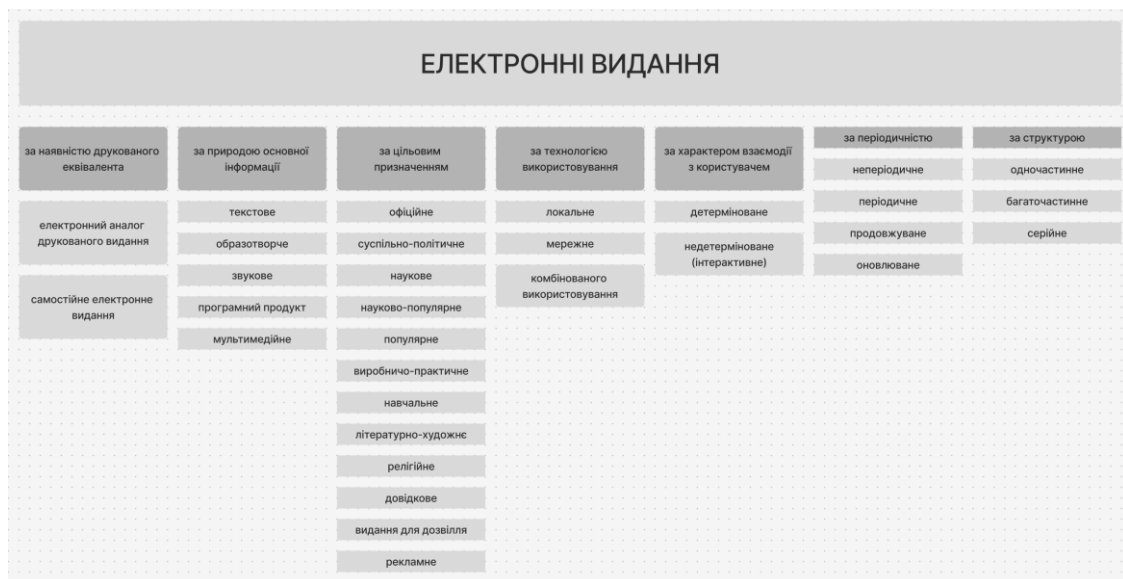 ЕЛЕКТРОННІ ВИДАННЯ
за наявністю друкованого
еквівалента
електронний аналог
друкованого видання
самостійне електронне
видання
за природою основної
інформації
текстове
образотворче
звукове
програмний продукт
мультимедійне
за цільовим
призначенням
офіційне
суспільно-політичне
наукове
науково-популярне
популярне
виробничо-практичне
навчальне
літературно-художнє
релігійне
довідкове
видання для дозвілля
рекламне
за технологією
використовування
локальне
мережне
комбінованого
використовування
за характером взаємодії
з користувачем
детерміноване
недетерміноване
(інтерактивне)
за періодичністю
неперіодичне
періодичне
продовжуване
оновлюване
за структурою
одночастинне
багаточастинне
серійне